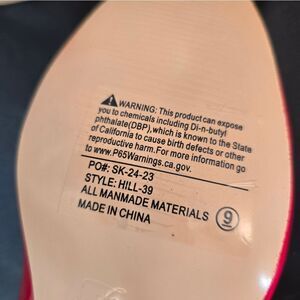 WARNING: This product can expose
you to chemicals including Di-n-butyl
phthalate(DBP), which is known to the State
of California to cause birth defects or other
reproductive harm. For more information go
to www.P65Warnings.ca.gov.
PO#: SK-24-23
STYLE: HILL-39
ALL MANMADE MATERIALS 9
MADE IN CHINA